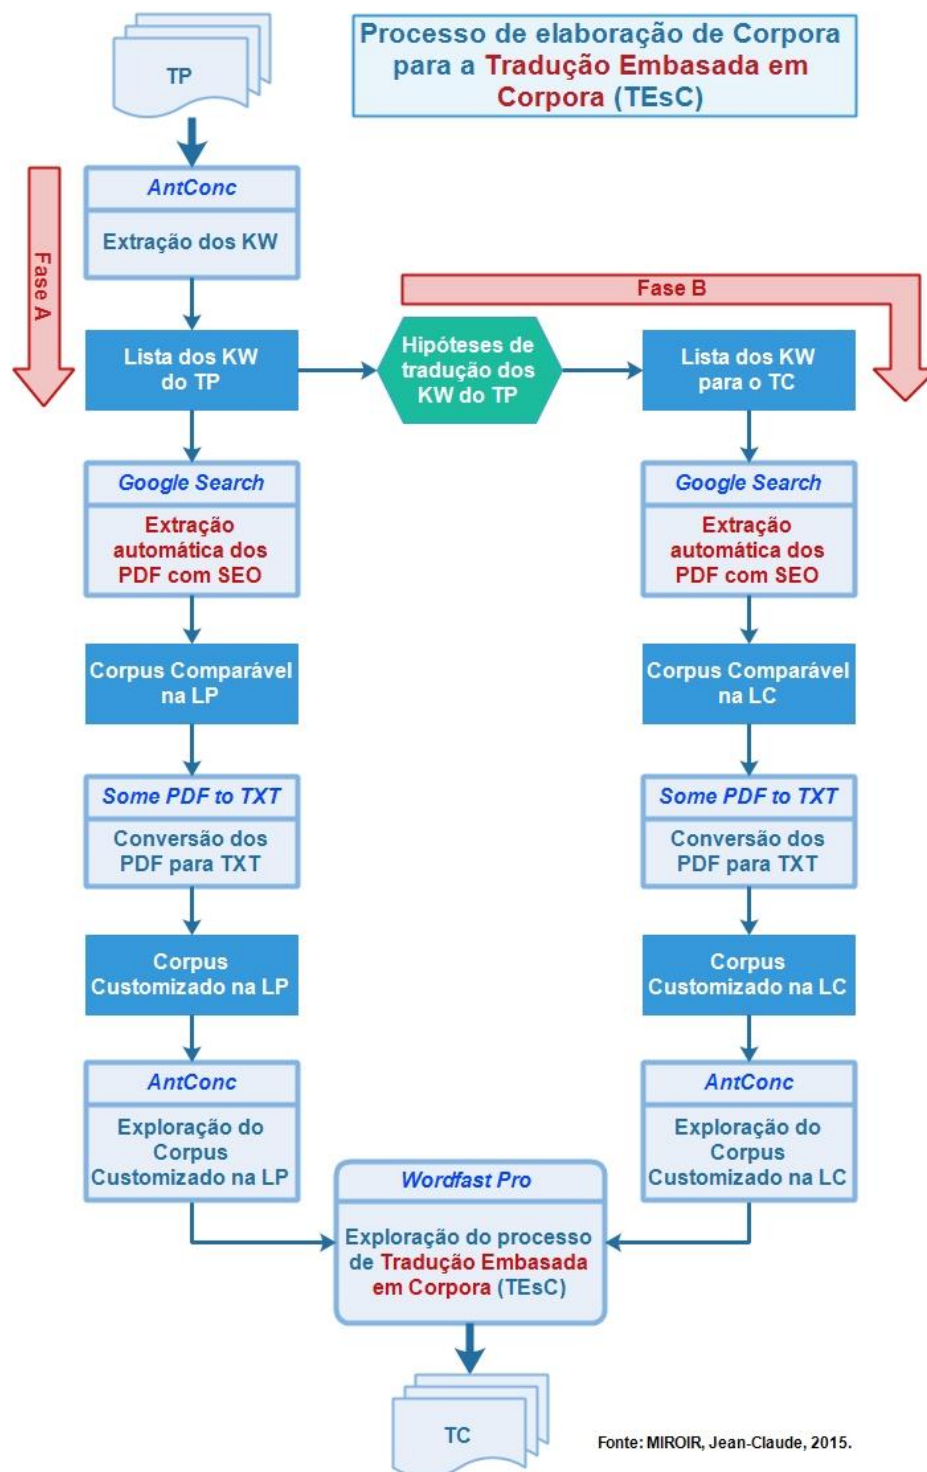 TP
Processo de elaboração de Corpora
para a Tradução Embasada em
Corpora (TEsC)
AntConc
Extração dos KW
Fase A
Fase B
Lista dos KW
do TP
Hipóteses de
tradução dos
KW do TP
Lista dos KW
para o TC
Google Search
Extração
automática dos
PDF com SEO
Google Search
Extração
automática dos
PDF com SEO
Corpus Comparável
na LP
Corpus Comparável
na LC
Some PDF to TXT
Conversão dos
PDF para TXT
Some PDF to TXT
Conversão dos
PDF para TXT
Corpus
Customizado na LP
Corpus
Customizado na LC
AntConc
Exploração do
Corpus
Customizado na LP
AntConc
Exploração do
Corpus
Customizado na LC
Wordfast Pro
Exploração do processo
de Tradução Embasada
em Corpora (TEsC)
TC
Fonte: MIROIR, Jean-Claude, 2015.